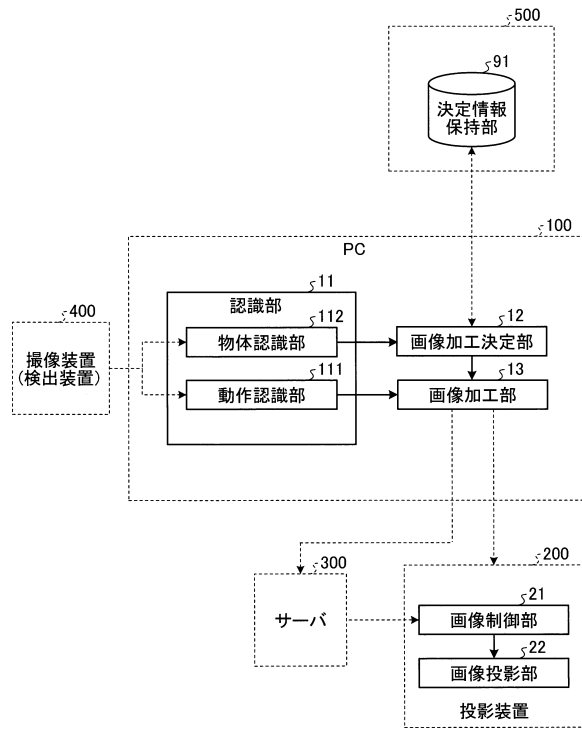 500
91
決定情報
保持部
100
PC
11
認識部
400
撮像装置
(検出装置)
112
物体認識部
12
画像加工決定部
111
動作認識部
13
画像加工部
300
サーバ
200
21
画像制御部
22
画像投影部
投影装置